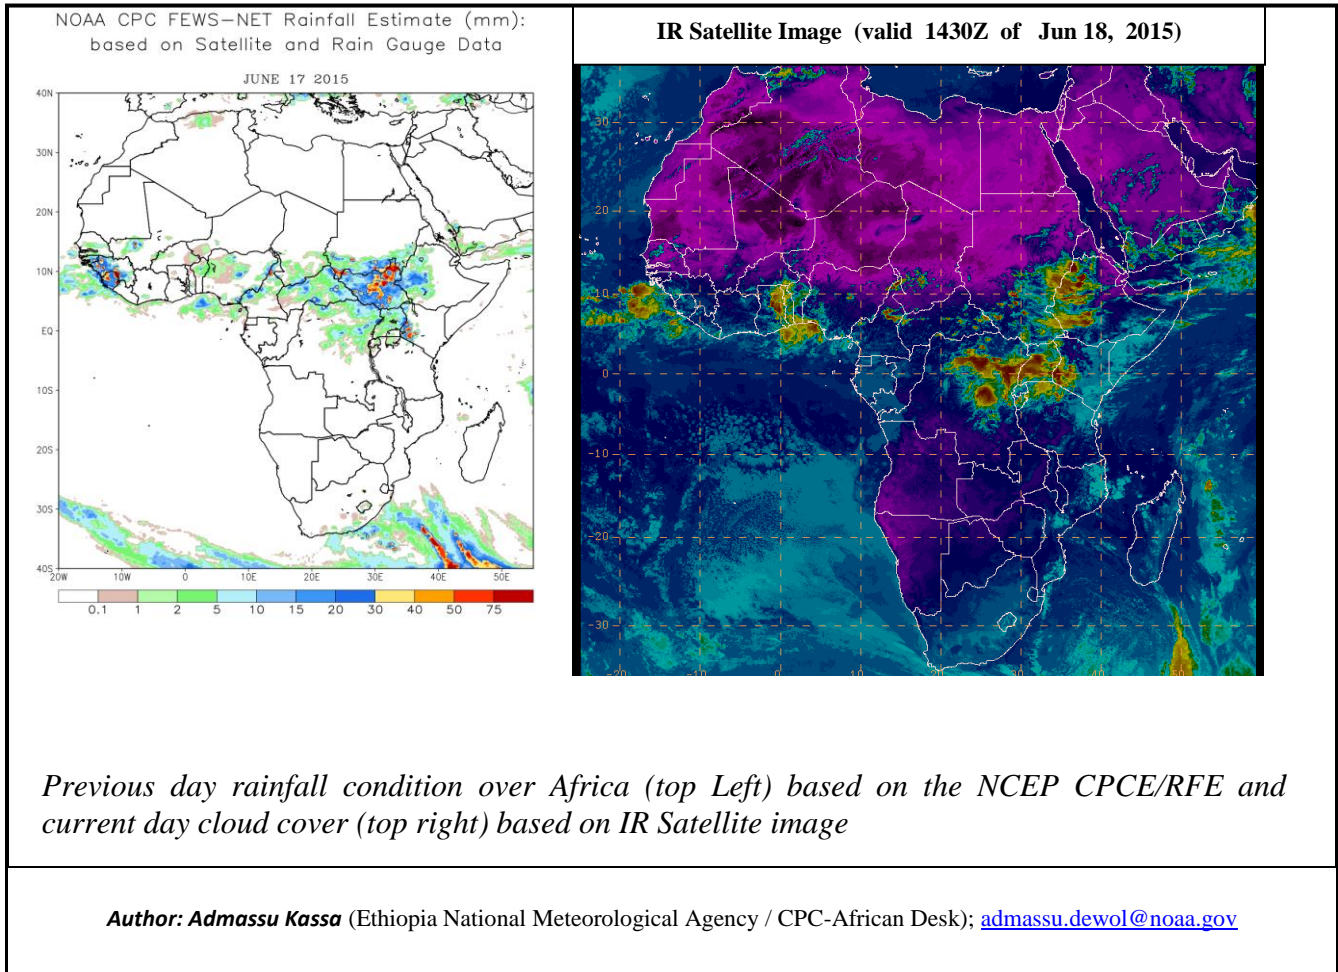 NOAA CPC FEWS-NET Rainfall Estimate (mm):
based on Satellite and Rain Gauge Data
JUNE 17 2015
40N
30N
20N
10N
EQ
10S
20S
30S
40S
20W 10W 0 10E 20E 30E 40E 50E
0.1 1 2 5 10 15 20 30 40 50 75
IR Satellite Image (valid 1430Z of Jun 18, 2015)
30
20
10
0
-10
-20
-30
-20 -10 0 10 20 30 40 50
Previous day rainfall condition over Africa (top Left) based on the NCEP CPCE/RFE and
current day cloud cover (top right) based on IR Satellite image
Author: Admassu Kassa (Ethiopia National Meteorological Agency / CPC-African Desk); admassu.dewol@noaa.gov